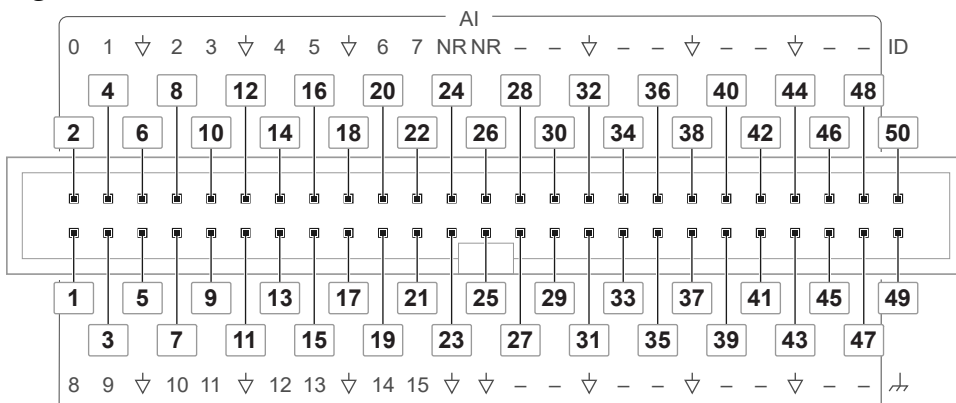 AI
0 1 ⏚ 2 3 ⏚ 4 5 ⏚ 6 7 NR NR – – ⏚ – – ⏚ – – ⏚ – – ID
4 8 12 16 20 24 28 32 36 40 44 48
2 6 10 14 18 22 26 30 34 38 42 46 50
1 5 9 13 17 21 25 29 33 37 41 45 49
3 7 11 15 19 23 27 31 35 39 43 47
8 9 ⏚ 10 11 ⏚ 12 13 ⏚ 14 15 ⏚ ⏚ – – ⏚ – – ⏚ – – ⏚ – –